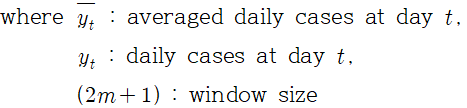 where $\overline{y_t}$ : averaged daily cases at day $t$,
$y_t$ : daily cases at day $t$,
$(2m+1)$ : window size